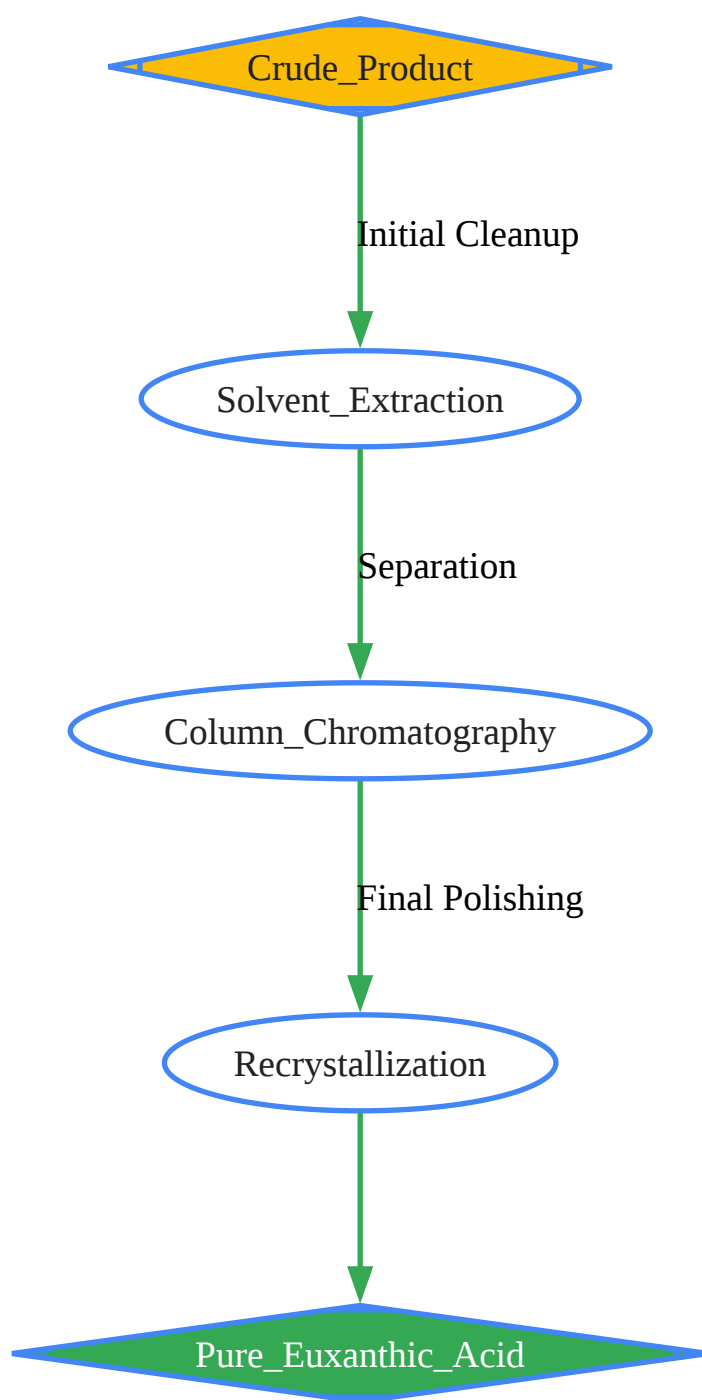 Crude_Product
Initial Cleanup
Solvent_Extraction
Separation
Column_Chromatography
Final Polishing
Recrystallization
Pure_Euxanthic_Acid